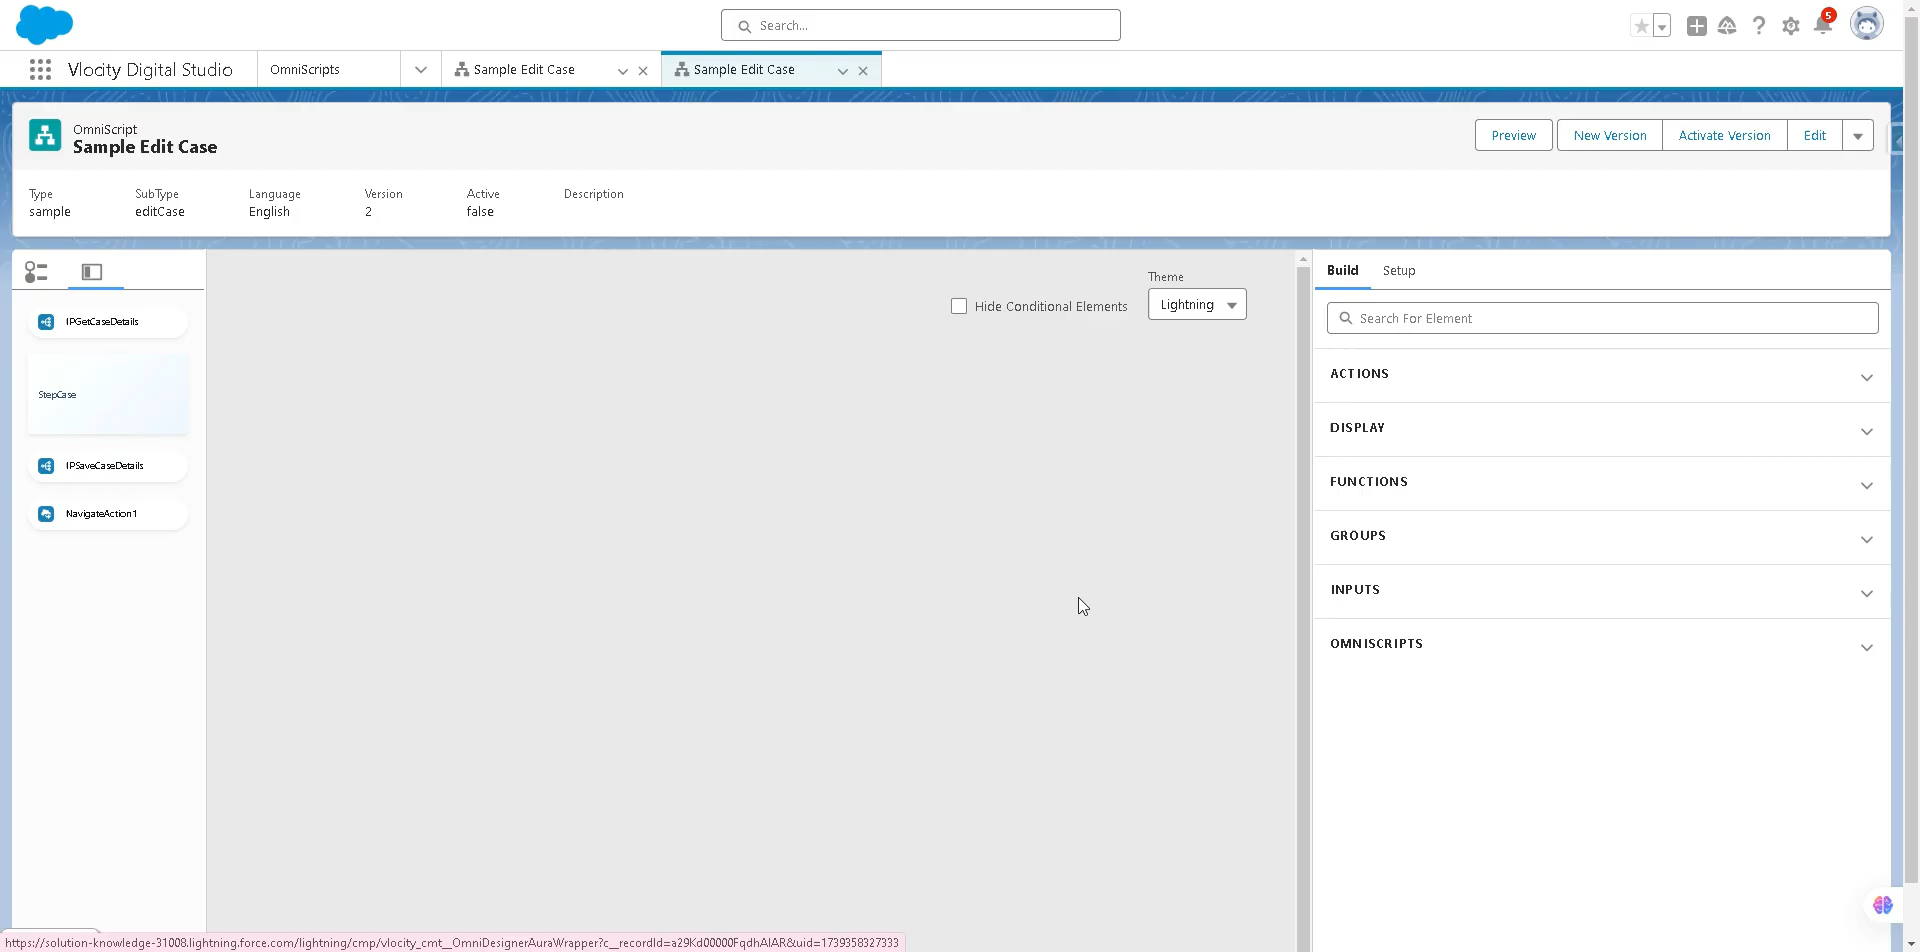 Search...
5
Vlocity Digital Studio
OmniScripts
Sample Edit Case
Sample Edit Case
OmniScript
Sample Edit Case
Preview
New Version
Activate Version
Edit
Type
SubType
Language
Version
Active
Description
sample
editCase
English
2
false
Build
Setup
Theme
Hide Conditional Elements
Lightning
Search For Element
IPGetCaseDetails
StepCase
IPSaveCaseDetails
NavigateAction1
ACTIONS
DISPLAY
FUNCTIONS
GROUPS
INPUTS
OMNISCRIPTS
https://solution-knowledge-31008.lightning.force.com/lightning/cmp/vlocity_cmt__OmniDesignerAuraWrapper?c__recordId=a29Kd00000FqdhAIAR&uid=1739358327333